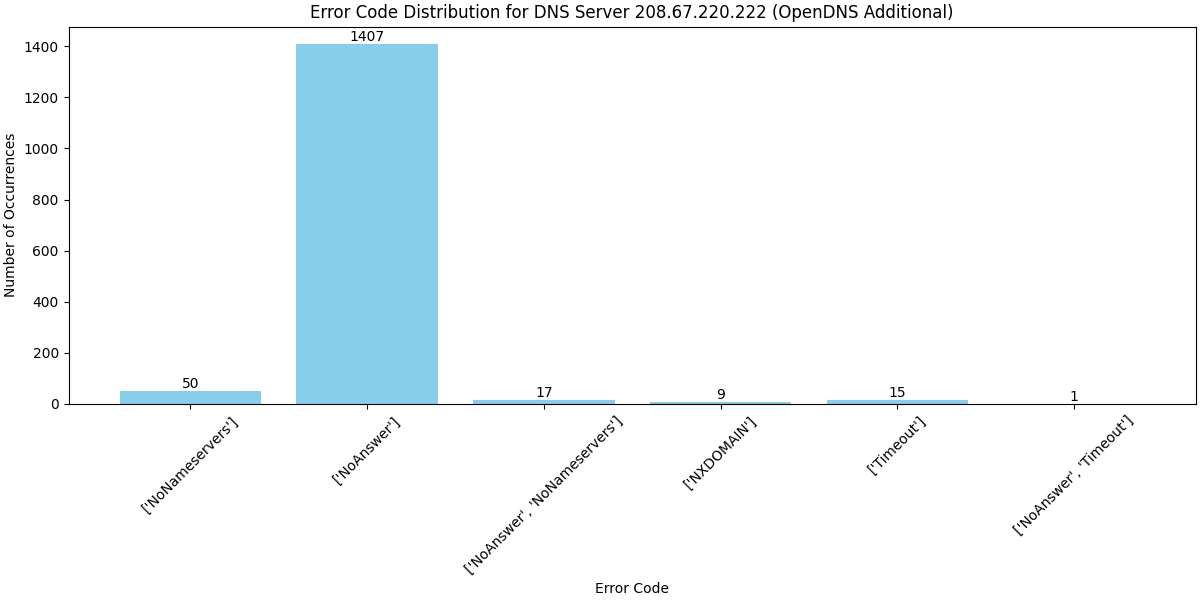 Error Code Distribution for DNS Server 208.67.220.222 (OpenDNS Additional)
Number of Occurrences
1400
1200
1000
800
600
400
200
0
50
1407
17
9
15
1
['NoNameservers']
['NoAnswer']
['NoAnswer', 'NoNameservers']
['NXDOMAIN']
['Timeout']
['NoAnswer', 'Timeout']
Error Code